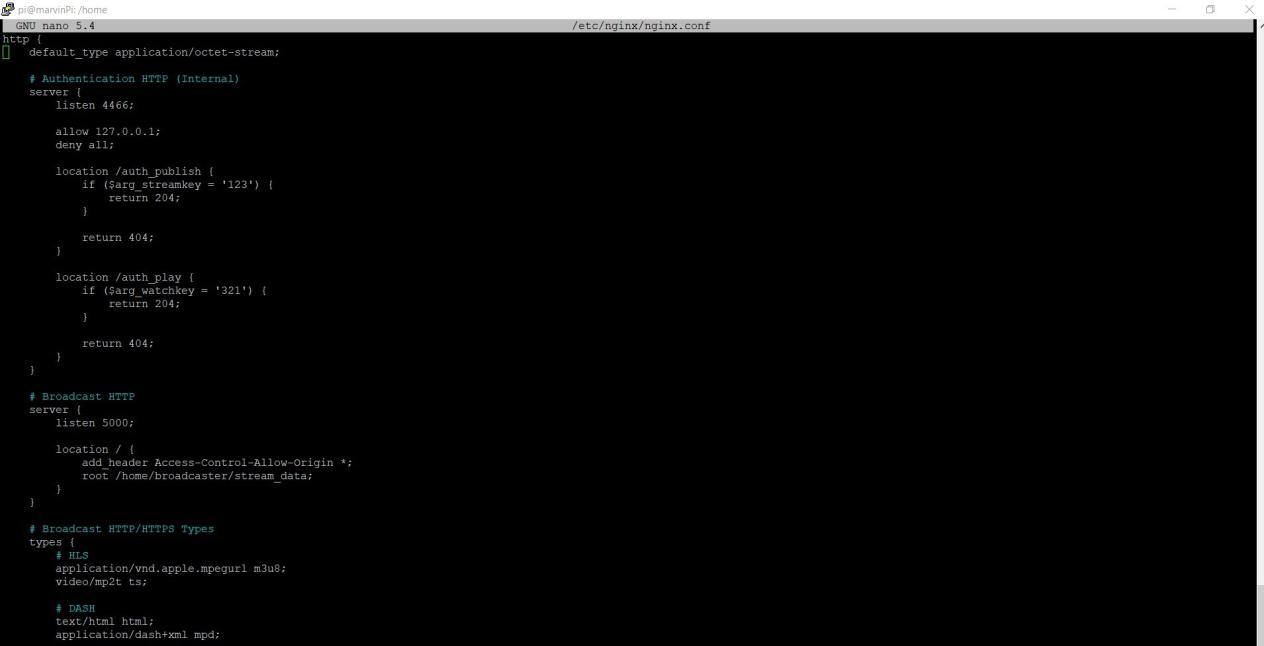 pi@marvinPi: /home
GNU nano 5.4 /etc/nginx/nginx.conf
http {
    default_type application/octet-stream;

    # Authentication HTTP (Internal)
    server {
        listen 4466;

        allow 127.0.0.1;
        deny all;

        location /auth_publish {
            if ($arg_streamkey = '123') {
                return 204;
            }

            return 404;
        }

        location /auth_play {
            if ($arg_watchkey = '321') {
                return 204;
            }

            return 404;
        }
    }

    # Broadcast HTTP
    server {
        listen 5000;

        location / {
            add_header Access-Control-Allow-Origin *;
            root /home/broadcaster/stream_data;
        }
    }

    # Broadcast HTTP/HTTPS Types
    types {
        # HLS
        application/vnd.apple.mpegurl m3u8;
        video/mp2t ts;

        # DASH
        text/html html;
        application/dash+xml mpd;